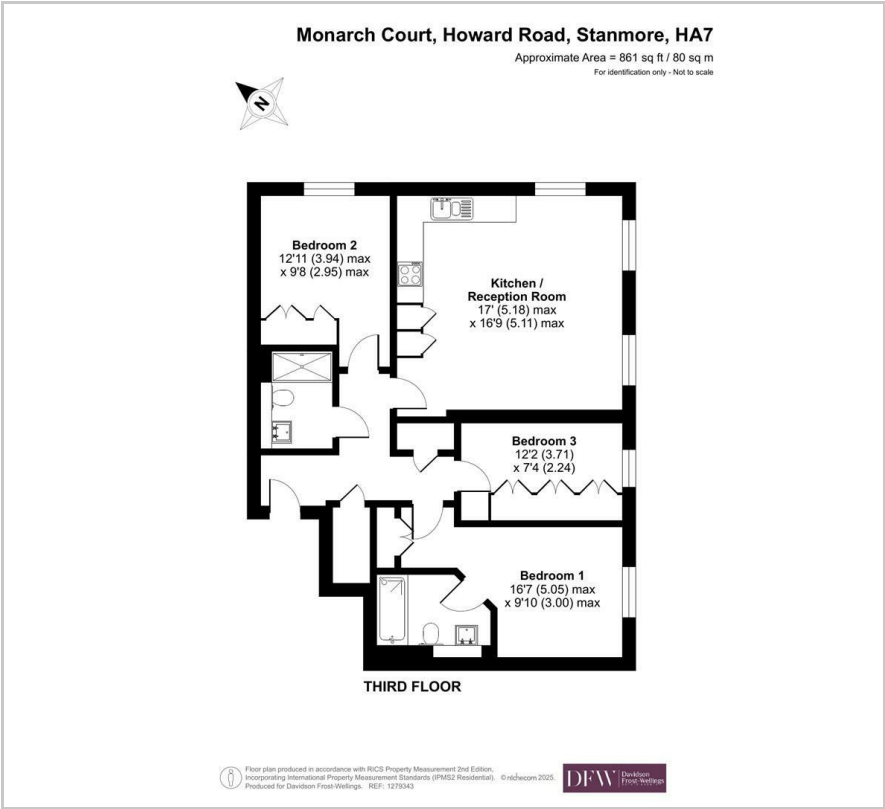 Monarch Court, Howard Road, Stanmore, HA7
Approximate Area = 861 sq ft / 80 sq m
For identification only - Not to scale
N
Bedroom 2
12'11 (3.94) max
x 9'8 (2.95) max
Kitchen /
Reception Room
17' (5.18) max
x 16'9 (5.11) max
Bedroom 3
12'2 (3.71)
x 7'4 (2.24)
Bedroom 1
16'7 (5.05) max
x 9'10 (3.00) max
THIRD FLOOR
Floor plan produced in accordance with RICS Property Measurement 2nd Edition,
Incorporating International Property Measurement Standards (IPMS2 Residential). © nichecom 2025.
Produced for Davidson Frost-Wellings. REF: 1279343
DFW
Davidson
Frost-Wellings